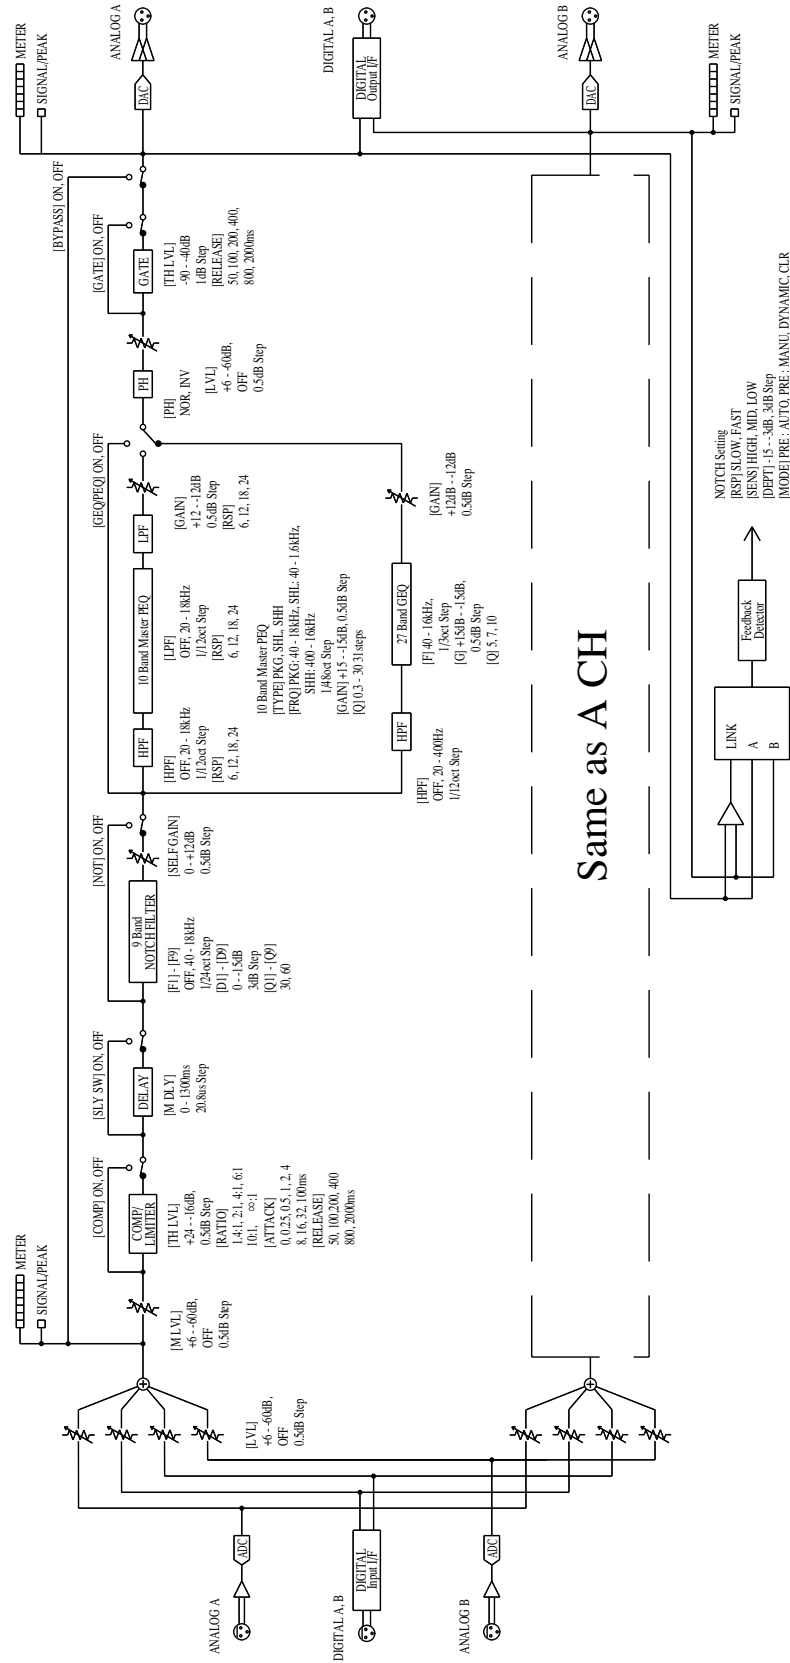 ANALOG A
DIGITAL A, B
ANALOG B
ADC
DIGITAL
Input I/F
ADC
[LVL]
+6 - -60dB,
OFF
0.5dB Step
METER
SIGNAL/PEAK
[M LVL]
+6 - -60dB,
OFF
0.5dB Step
[COMP] ON, OFF
COMP/
LIMITER
[TH LVL]
+24 - -16dB,
0.5dB Step
[RATIO]
1.4:1, 2:1, 4:1, 6:1
10:1, ∞:1
[ATTACK]
0, 0.25, 0.5, 1, 2, 4
8, 16, 32, 100ms
[RELEASE]
50, 100,200, 400
800, 2000ms
[SLY SW] ON, OFF
DELAY
[M DLY]
0 - 1300ms
20.8us Step
[NOT] ON, OFF
9 Band
NOTCH FILTER
[F1] - [F9]
OFF, 40 - 18kHz
1/24oct Step
[D1] - [D9]
0 - -15dB
3dB Step
[Q1] - [Q9]
30, 60
[SELF GAIN]
0 - +12dB
0.5dB Step
[GEQ/PEQ] ON, OFF
HPF
10 Band Master PEQ
LPF
[HPF]
OFF, 20 - 18kHz
1/12oct Step
[RSP]
6, 12, 18, 24
[LPF]
OFF, 20 - 18kHz
1/12oct Step
[RSP]
6, 12, 18, 24
[GAIN]
+12 - -12dB
0.5dB Step
[RSP]
6, 12, 18, 24
10 Band Master PEQ
[TYPE] PKG, SHL, SHH
[FRQ] PKG: 40 - 18kHz, SHL: 40 - 1.6kHz,
SHH: 400 - 16kHz
1/48oct Step
[GAIN] +15 - -15dB, 0.5dB Step
[Q] 0.3 - 30 31steps
HPF
27 Band GEQ
[HPF]
OFF, 20 - 400Hz
1/12oct Step
[F] 40 - 16kHz,
1/3oct Step
[G] +15dB - -15dB,
0.5dB Step
[Q] 5, 7, 10
[GAIN]
+12dB - -12dB
0.5dB Step
PH
[PH]
NOR, INV
[LVL]
+6 - -60dB,
OFF
0.5dB Step
[GATE] ON, OFF
GATE
[TH LVL]
-90 - -40dB
1dB Step
[RELEASE]
50, 100, 200, 400,
800, 2000ms
[BYPASS] ON, OFF
METER
SIGNAL/PEAK
DAC
ANALOG A
DIGITAL
Output I/F
DIGITAL A, B
DAC
ANALOG B
METER
SIGNAL/PEAK
Same as A CH
LINK
A
B
Feedback
Detector
NOTCH Setting
[RSP] SLOW, FAST
[SENS] HIGH, MID, LOW
[DEPT] -15 - -3dB, 3dB Step
[MODE] PRE : AUTO, PRE : MANU, DYNAMIC, CLR